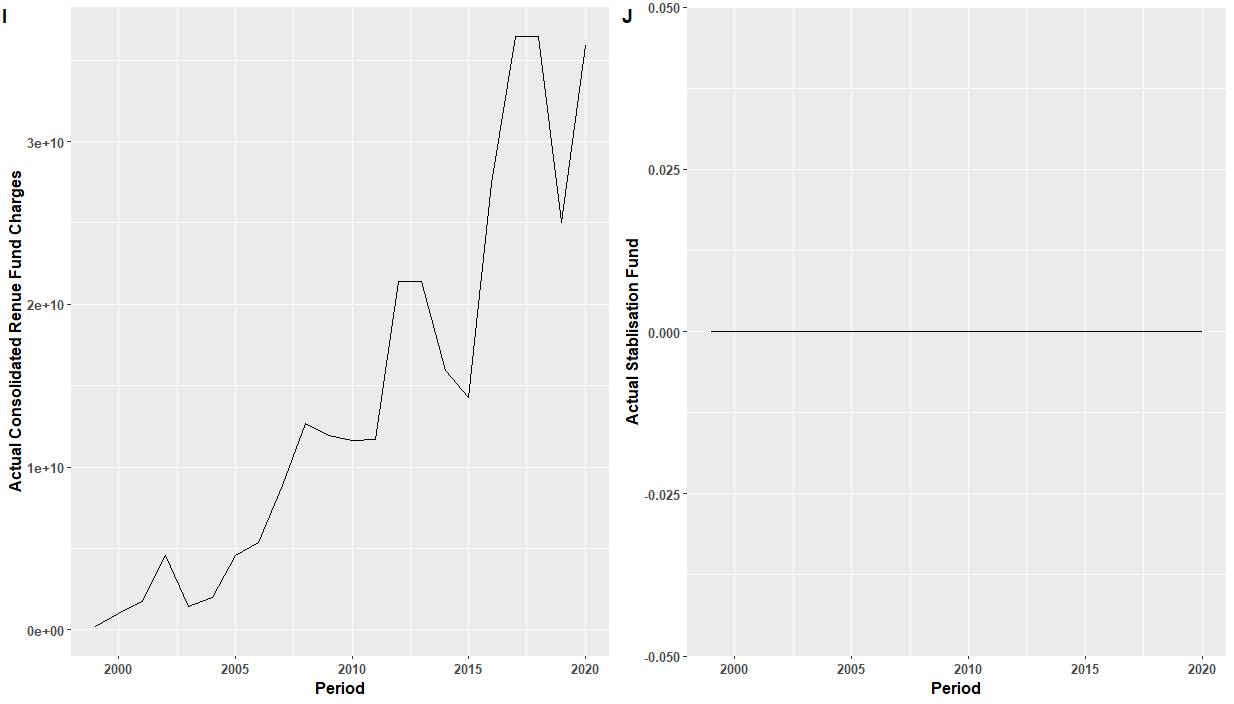 I
Actual Consolidated Renue Fund Charges
3e+10
2e+10
1e+10
0e+00
2000 2005 2010 2015 2020
Period
J
Actual Stablisation Fund
0.050
0.025
0.000
-0.025
-0.050
2000 2005 2010 2015 2020
Period